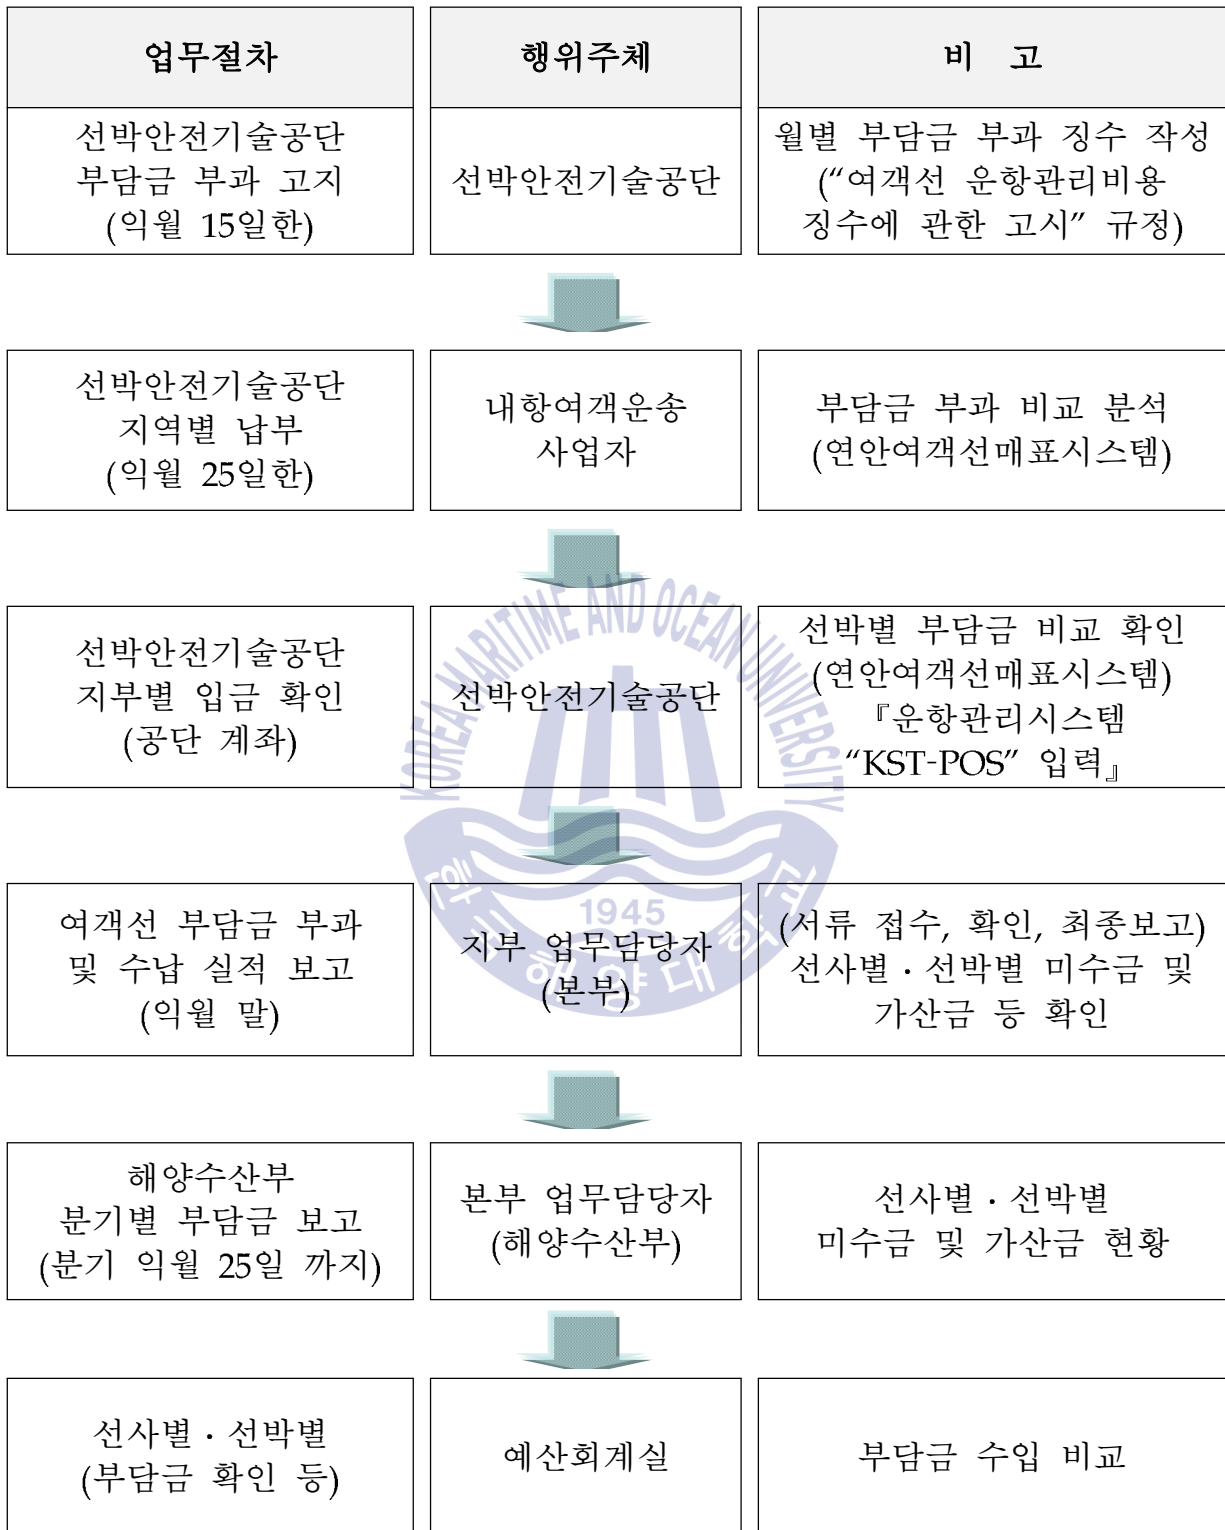 업무절차
행위주체
비 고
선박안전기술공단
부담금 부과 고지
(익월 15일한)
선박안전기술공단
월별 부담금 부과 징수 작성
(“여객선 운항관리비용
징수에 관한 고시” 규정)
선박안전기술공단
지역별 납부
(익월 25일한)
내항여객운송
사업자
부담금 부과 비교 분석
(연안여객선매표시스템)
선박안전기술공단
지부별 입금 확인
(공단 계좌)
선박안전기술공단
선박별 부담금 비교 확인
(연안여객선매표시스템)
『운항관리시스템
“KST-POS” 입력』
여객선 부담금 부과
및 수납 실적 보고
(익월 말)
지부 업무담당자
(본부)
(서류 접수, 확인, 최종보고)
선사별·선박별 미수금 및
가산금 등 확인
해양수산부
분기별 부담금 보고
(분기 익월 25일 까지)
본부 업무담당자
(해양수산부)
선사별·선박별
미수금 및 가산금 현황
선사별·선박별
(부담금 확인 등)
예산회계실
부담금 수입 비교
KOREA MARITIME AND OCEAN UNIVERSITY
1945
한국해양대학교